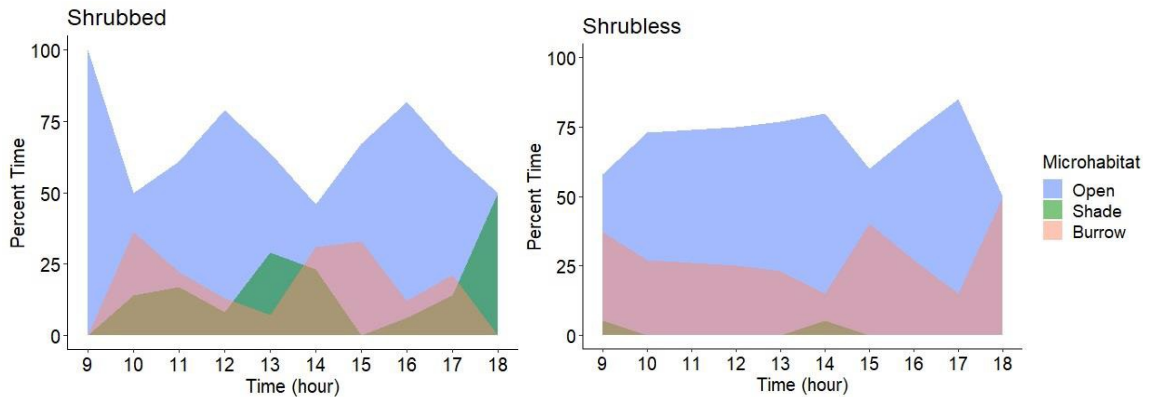 Shrubbed
Percent Time
100
75
50
25
0
9 10 11 12 13 14 15 16 17 18
Time (hour)
Shrubless
Percent Time
100
75
50
25
0
9 10 11 12 13 14 15 16 17 18
Time (hour)
Microhabitat
Open
Shade
Burrow